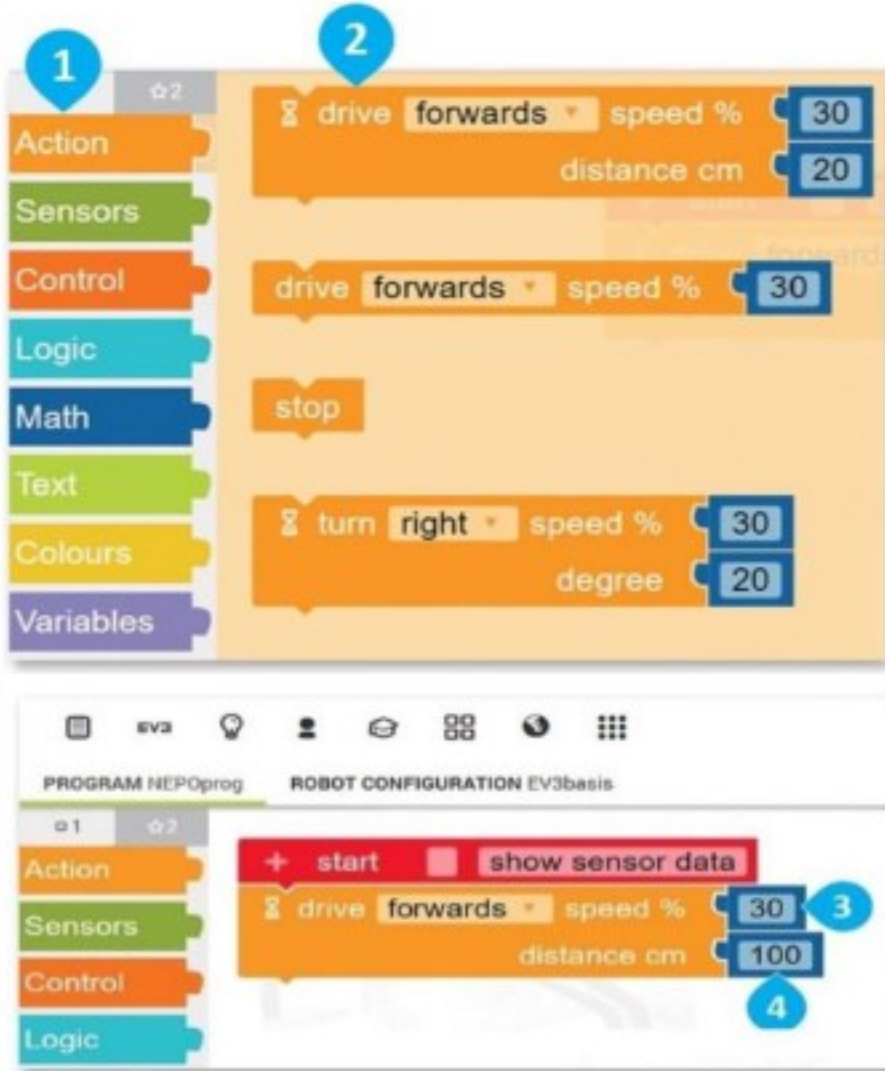 1
2
☆2
Action
Sensors
Control
Logic
Math
Text
Colours
Variables
drive forwards speed % 30
distance cm 20
drive forwards speed % 30
stop
turn right speed % 30
degree 20
EV3
PROGRAM NEPOprog ROBOT CONFIGURATION EV3basis
1 ☆2
Action
Sensors
Control
Logic
+ start show sensor data
drive forwards speed % 30 3
distance cm 100
4